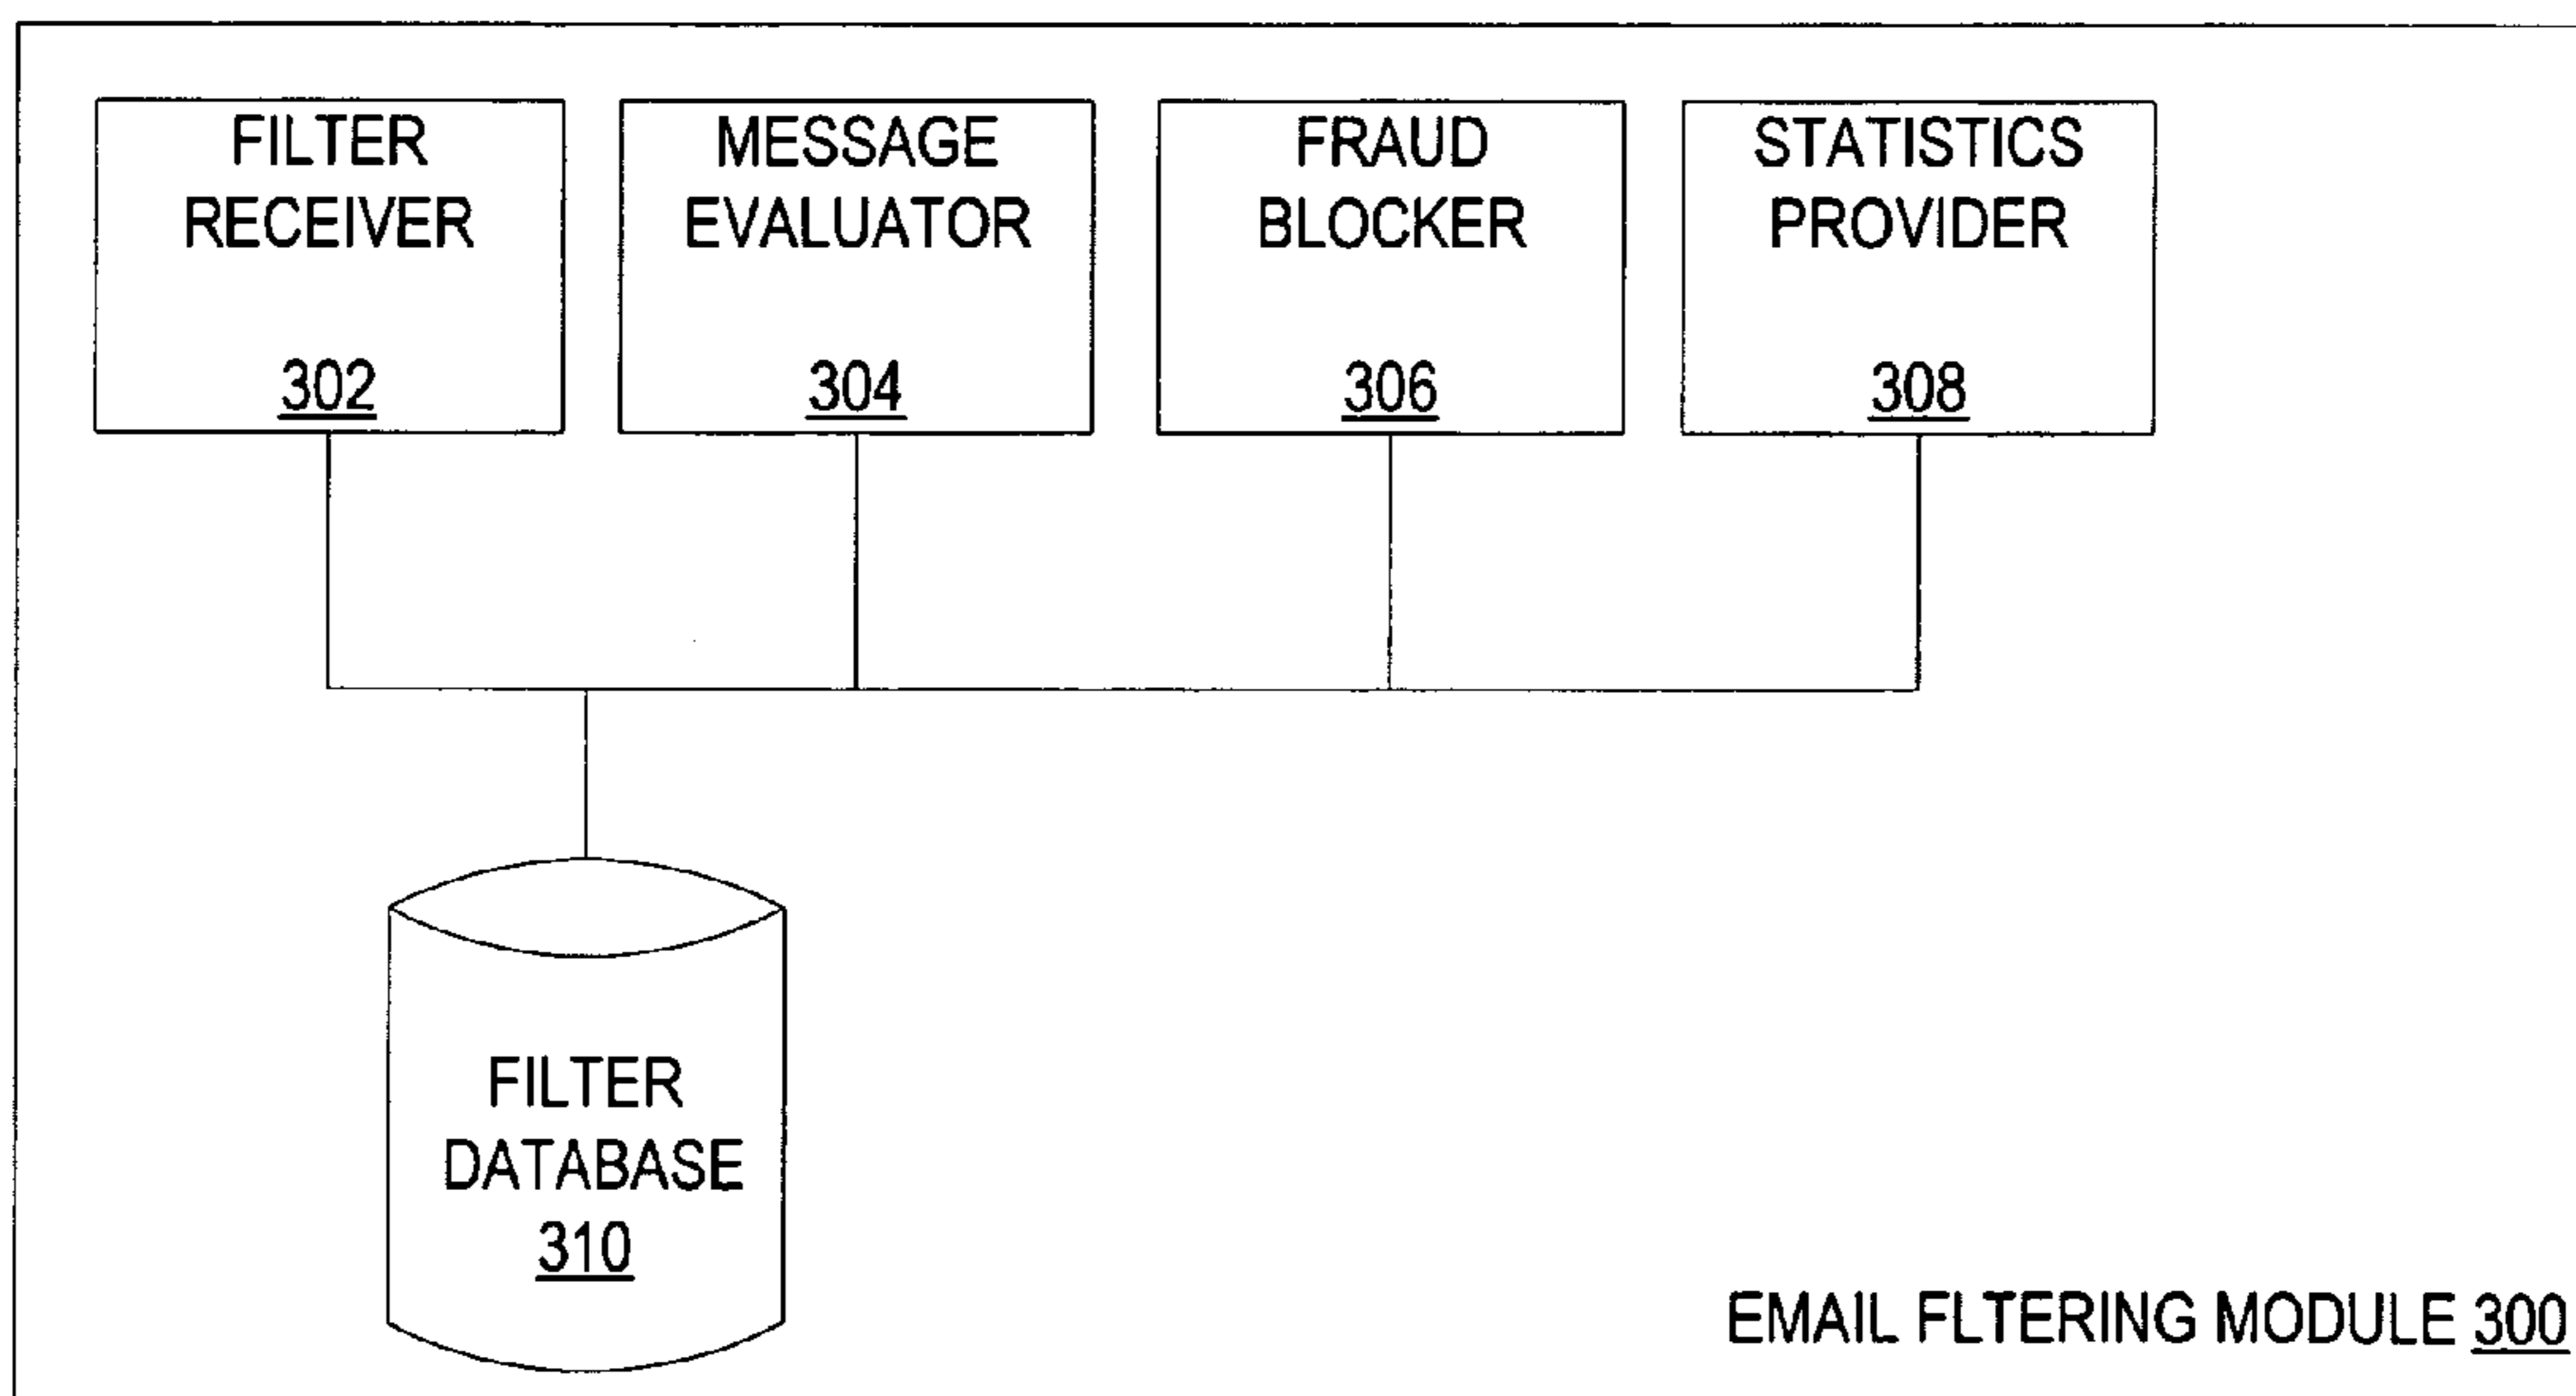 FILTER
RECEIVER
302
MESSAGE
EVALUATOR
304
FRAUD
BLOCKER
306
STATISTICS
PROVIDER
308
FILTER
DATABASE
310
EMAIL FLTERING MODULE 300